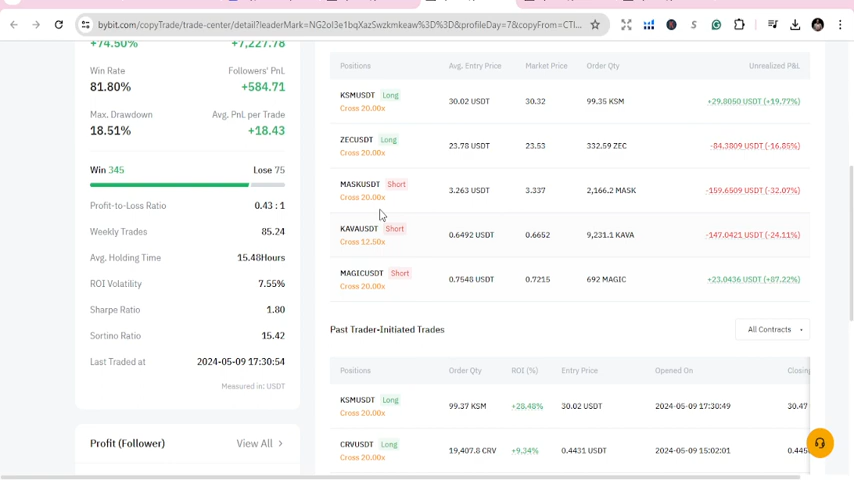 bybit.com/copyTrade/trade-center/detail?leaderMark=NG2oI3e1bqXazSwzkmkeaw%3D%3D&profileDay=7&copyFrom=CTI...
+74.50% +7,227.78
Win Rate Followers' PnL
81.80% +584.71
Max. Drawdown Avg. PnL per Trade
18.51% +18.43
Win 345 Lose 75
Profit-to-Loss Ratio 0.43 : 1
Weekly Trades 85.24
Avg. Holding Time 15.48Hours
ROI Volatility 7.55%
Sharpe Ratio 1.80
Sortino Ratio 15.42
Last Traded at 2024-05-09 17:30:54
Measured in: USDT
Profit (Follower) View All
Positions Avg. Entry Price Market Price Order Qty Unrealized P&L
KSMUSDT Long 30.02 USDT 30.32 99.35 KSM +29.8050 USDT (+19.77%)
Cross 20.00x
ZECUSDT Long 23.78 USDT 23.53 332.59 ZEC -84.3809 USDT (-16.85%)
Cross 20.00x
MASKUSDT Short 3.263 USDT 3.337 2,166.2 MASK -159.6509 USDT (-32.07%)
Cross 20.00x
KAVAUSDT Short 0.6492 USDT 0.6652 9,231.1 KAVA -147.0421 USDT (-24.11%)
Cross 12.50x
MAGICUSDT Short 0.7548 USDT 0.7215 692 MAGIC +23.0436 USDT (+87.22%)
Cross 20.00x
Past Trader-Initiated Trades All Contracts
Positions Order Qty ROI (%) Entry Price Opened On Closing
KSMUSDT Long 99.37 KSM +28.48% 30.02 USDT 2024-05-09 17:30:49 30.47
Cross 20.00x
CRVUSDT Long 19,407.8 CRV +9.34% 0.4431 USDT 2024-05-09 15:02:01 0.445
Cross 20.00x